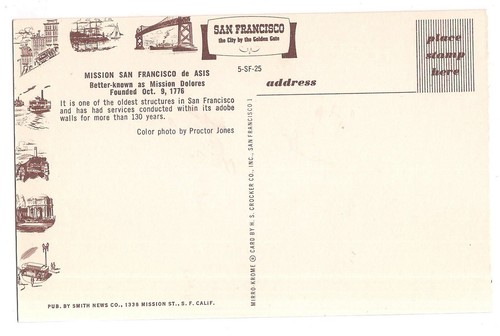 SAN FRANCISCO
the City by the Golden Gate
5-SF-25
place
stamp
here
address
MISSION SAN FRANCISCO de ASIS
Better-known as Mission Dolores
Founded Oct. 9, 1776
It is one of the oldest structures in San Francisco
and has had services conducted within its adobe
walls for more than 130 years.
Color photo by Proctor Jones
MIRRO-KROME ® CARD BY H. S. CROCKER CO., INC., SAN FRANCISCO 1
PUB. BY SMITH NEWS CO., 1338 MISSION ST., S. F. CALIF.